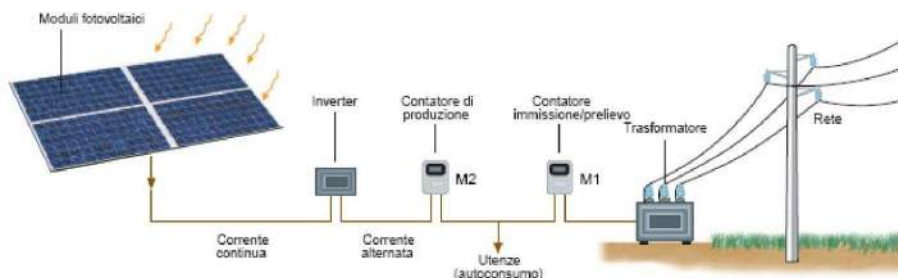 Moduli fotovoltaici
Inverter
Contatore di
produzione
Contatore
immissione/prelievo
Trasformatore
Rete
M2
M1
Corrente
continua
Corrente
alternata
Utenze
(autoconsumo)